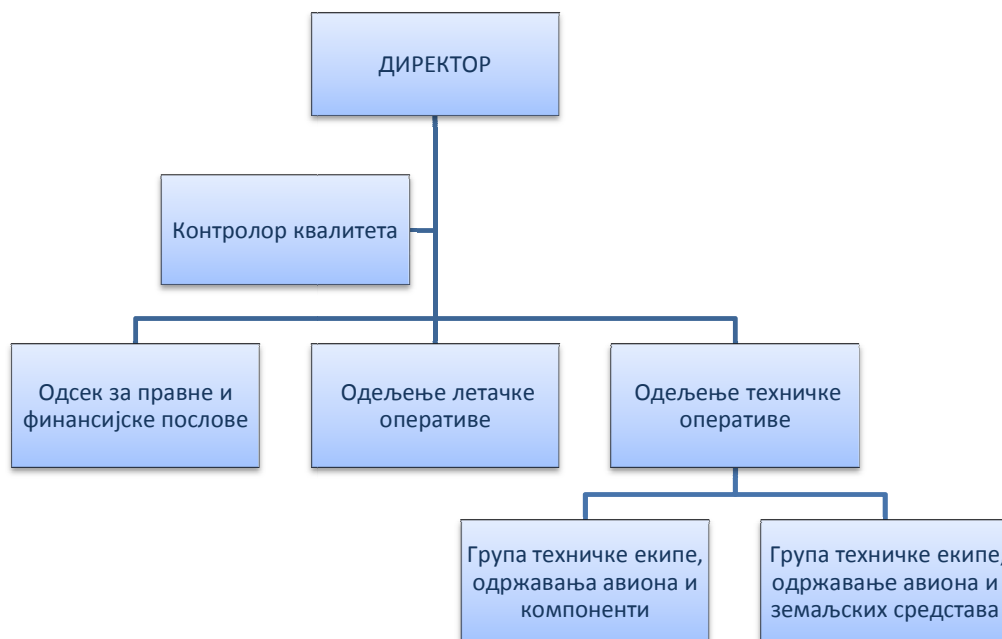 ДИРЕКТОР
Контролор квалитета
Одсек за правне и
финансијске послове
Одељење летачке
оперативе
Одељење техничке
оперативе
Група техничке екипе,
одржавања авиона и
компоненти
Група техничке екипе,
одржавање авиона и
земаљских средстава